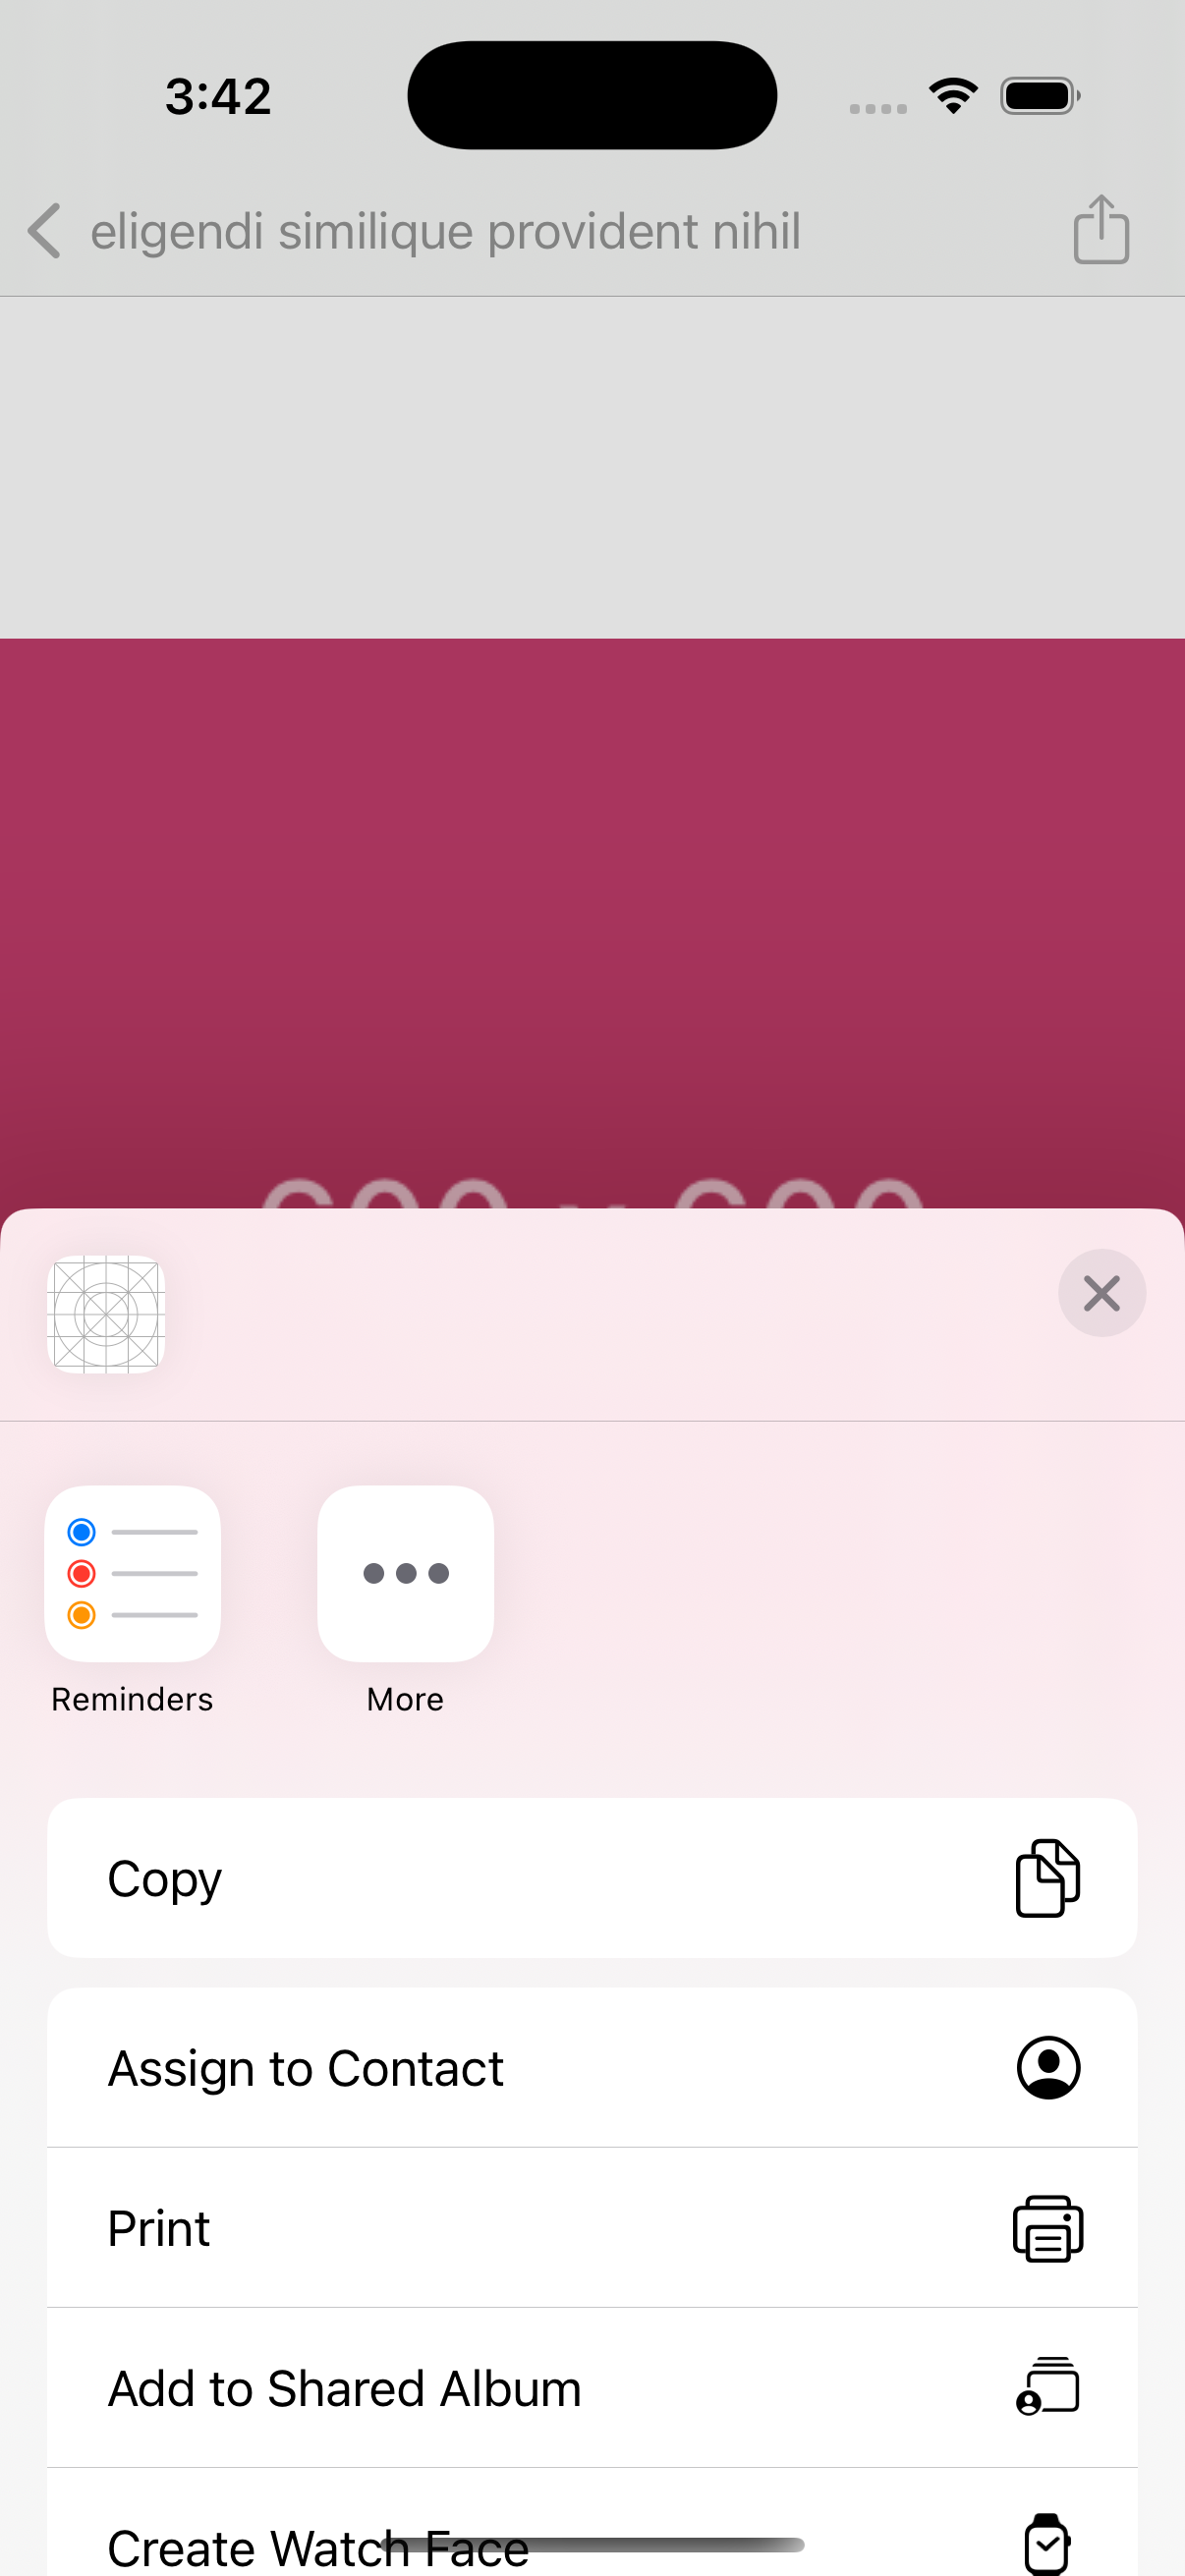 3:42
eligendi similique provident nihil
Reminders
More
Copy
Assign to Contact
Print
Add to Shared Album
Create Watch Face